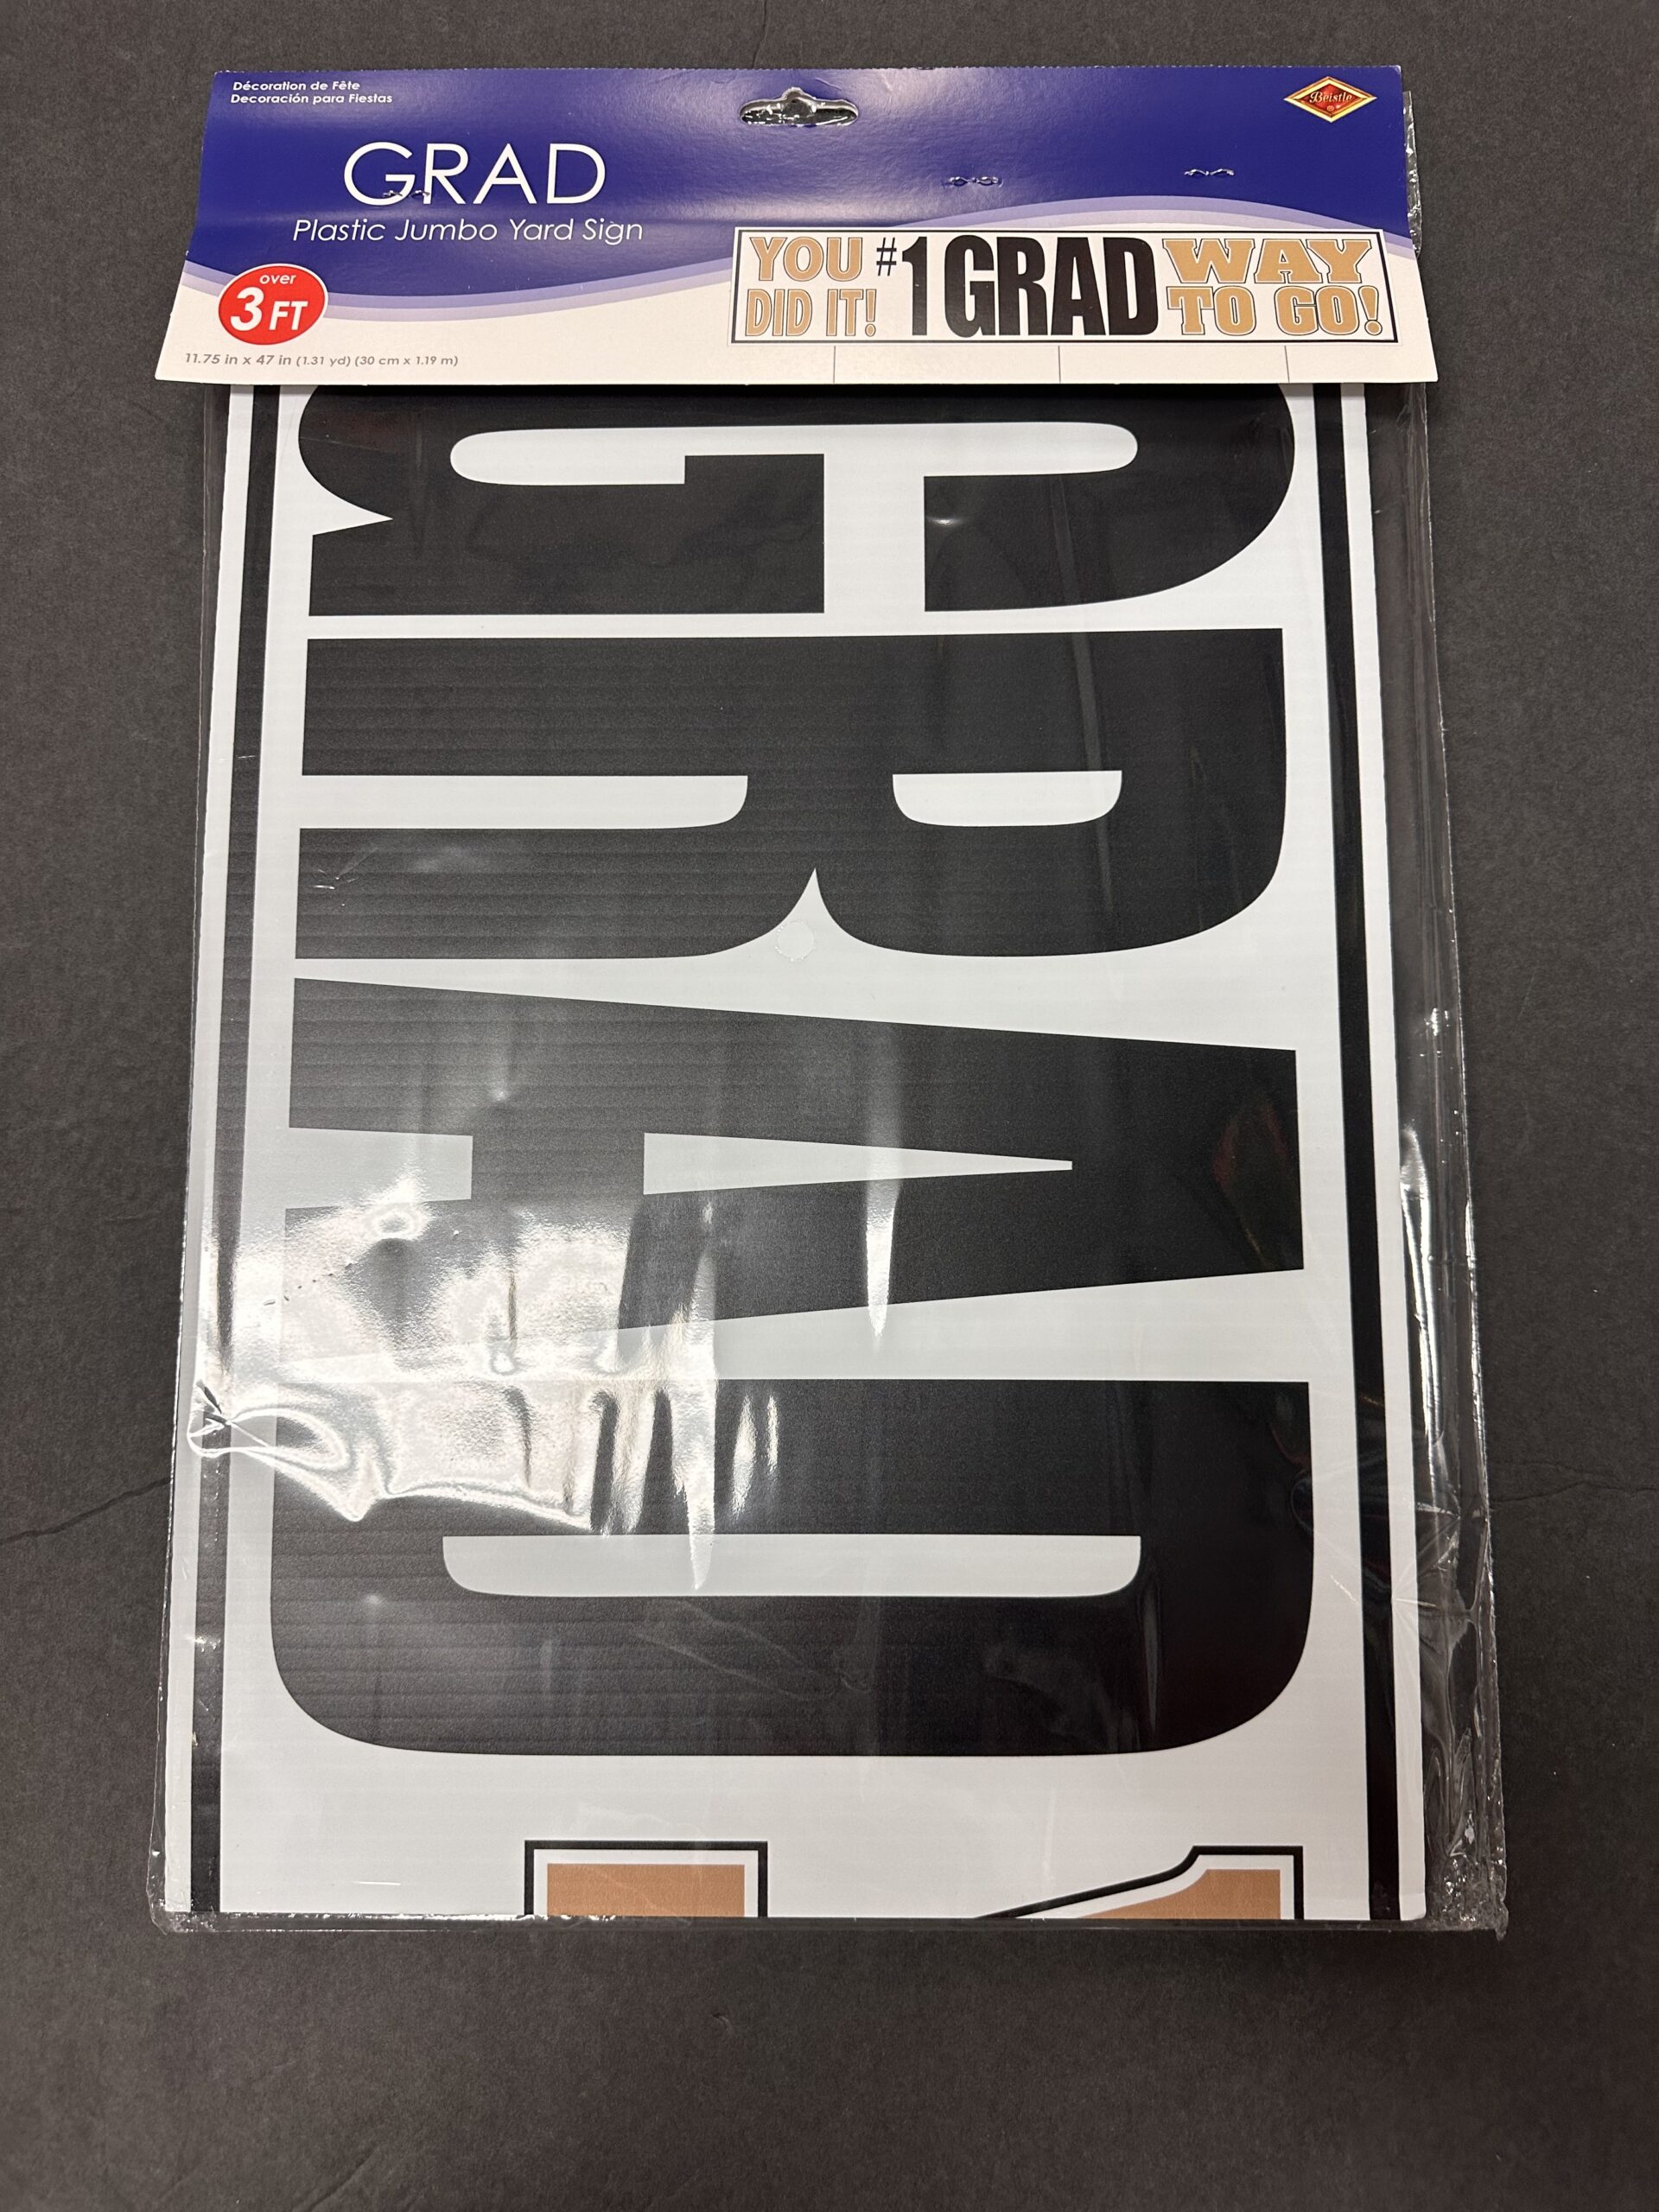 Décoration de Fête
Decoración para Fiestas
Beistle
GRAD
Plastic Jumbo Yard Sign
over
3 FT
11.75 in x 47 in (1.31 yd) (30 cm x 1.19 m)
YOU
DID IT!
#1 GRAD
WAY
TO GO!
GRAD